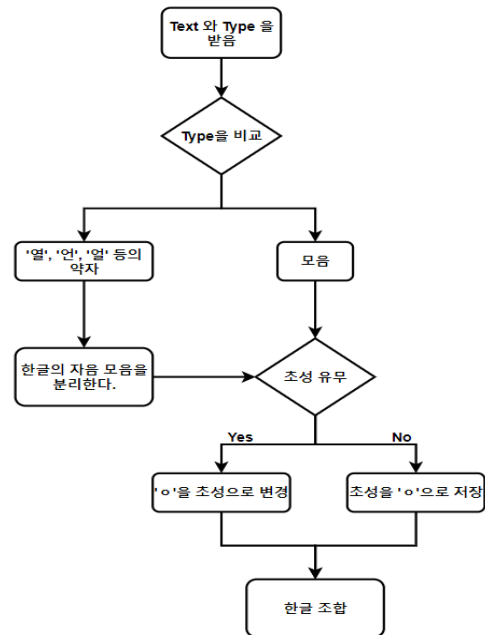 Text 와 Type 을
받음
Type을 비교
'열', '언', '얼' 등의
약자
모음
한글의 자음 모음을
분리한다.
초성 유무
Yes
No
'ㅇ'을 초성으로 변경
초성을 'ㅇ'으로 저장
한글 조합